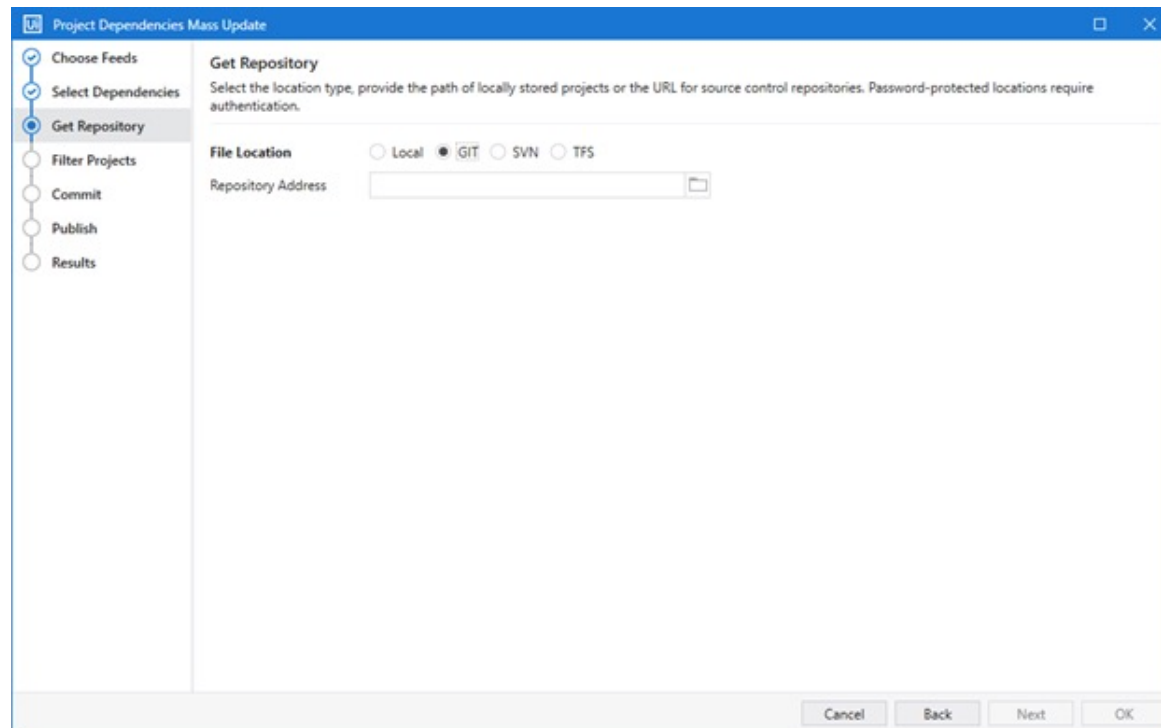 Ui Project Dependencies Mass Update
Choose Feeds
Select Dependencies
Get Repository
Filter Projects
Commit
Publish
Results
Get Repository
Select the location type, provide the path of locally stored projects or the URL for source control repositories. Password-protected locations require
authentication.
File Location Local GIT SVN TFS
Repository Address
Cancel Back Next OK